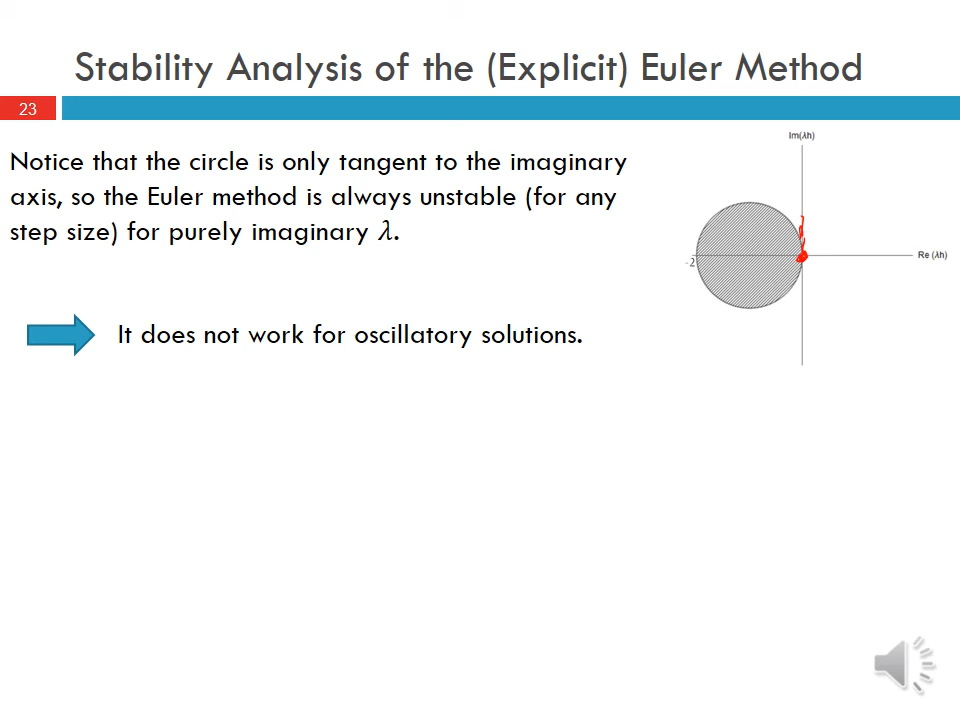 Stability Analysis of the (Explicit) Euler Method
23
Notice that the circle is only tangent to the imaginary
axis, so the Euler method is always unstable (for any
step size) for purely imaginary 𝜆.
It does not work for oscillatory solutions.
Im(λh)
-2
Re (λh)